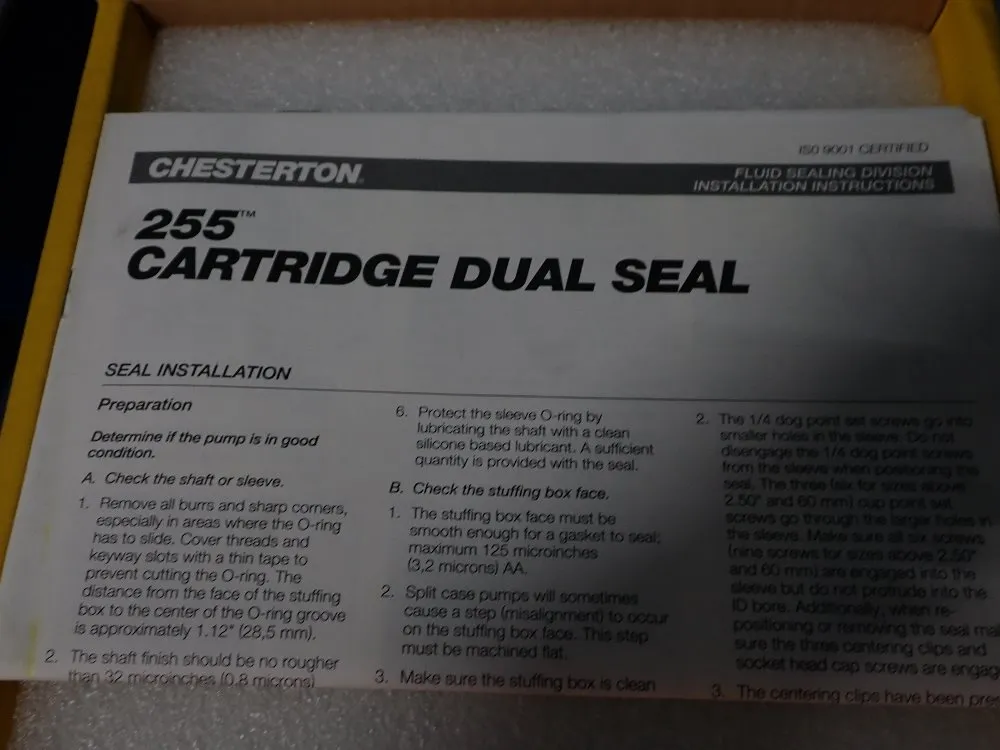 ISO 9001 CERTIFIED
CHESTERTON®
FLUID SEALING DIVISION
INSTALLATION INSTRUCTIONS
255™
CARTRIDGE DUAL SEAL
SEAL INSTALLATION
Preparation
Determine if the pump is in good
condition.
A. Check the shaft or sleeve.
1. Remove all burrs and sharp corners,
especially in areas where the O-ring
has to slide. Cover threads and
keyway slots with a thin tape to
prevent cutting the O-ring. The
distance from the face of the stuffing
box to the center of the O-ring groove
is approximately 1.12" (28,5 mm).
2. The shaft finish should be no rougher
than 32 microinches (0,8 microns)
6. Protect the sleeve O-ring by
lubricating the shaft with a clean
silicone based lubricant. A sufficient
quantity is provided with the seal.
B. Check the stuffing box face.
1. The stuffing box face must be
smooth enough for a gasket to seal;
maximum 125 microinches
(3,2 microns) AA.
2. Split case pumps will sometimes
cause a step (misalignment) to occur
on the stuffing box face. This step
must be machined flat.
3. Make sure the stuffing box is clean
2. The 1/4 dog point set screws go into
smaller holes in the sleeve. Do not
disengage the 1/4 dog point screws
from the sleeve when positioning the
seal. The three (six for sizes above
2.50" and 60 mm) cup point set
screws go through the larger holes in
the sleeve. Make sure all six screws
(nine screws for sizes above 2.50"
and 60 mm) are engaged into the
sleeve but do not protrude into the
ID bore. Additionally, when re-
positioning or removing the seal ma
sure the three centering clips and
socket head cap screws are engag
3. The centering clips have been pre